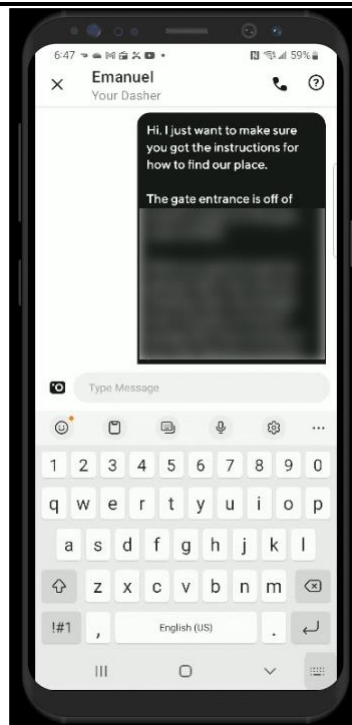 6:47
59%
Emanuel
Your Dasher
Hi. I just want to make sure
you got the instructions for
how to find our place.
The gate entrance is off of
Type Message
1 2 3 4 5 6 7 8 9 0
q w e r t y u i o p
a s d f g h j k l
z x c v b n m
!#1 , English (US) .